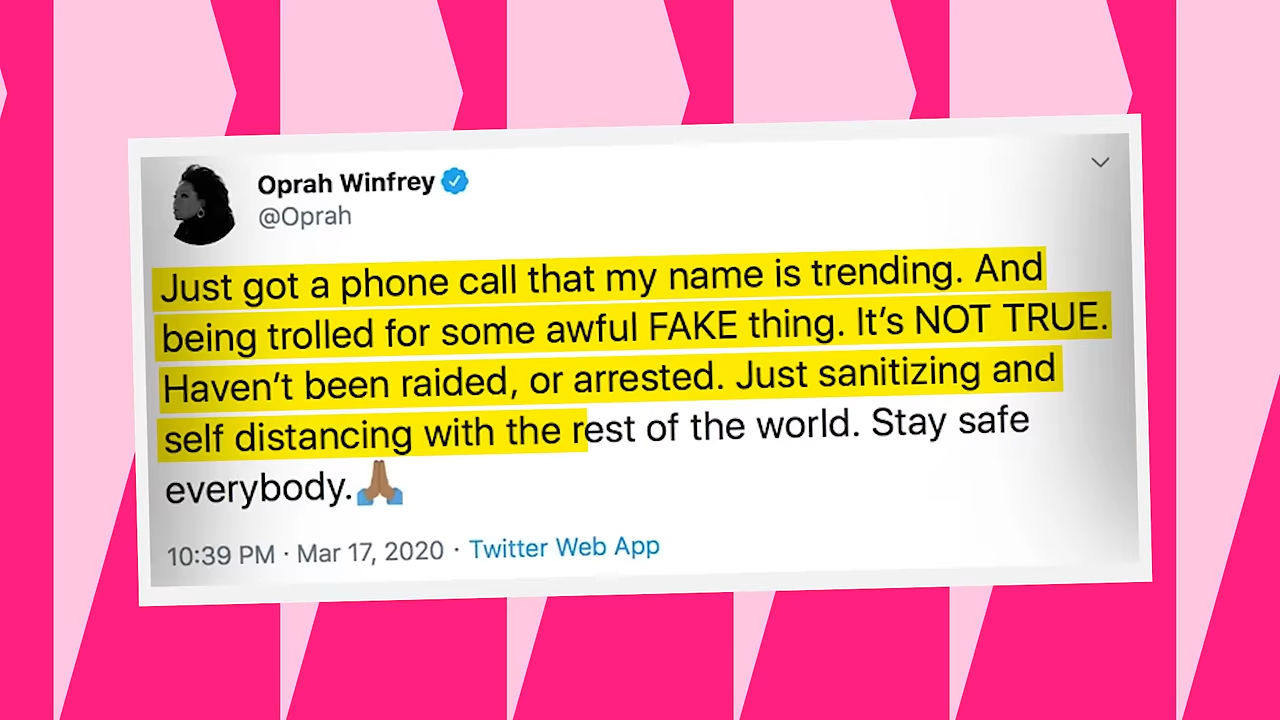 Oprah Winfrey
@Oprah
Just got a phone call that my name is trending. And
being trolled for some awful FAKE thing. It’s NOT TRUE.
Haven’t been raided, or arrested. Just sanitizing and
self distancing with the rest of the world. Stay safe
everybody.🙏🏽
10:39 PM · Mar 17, 2020 · Twitter Web App